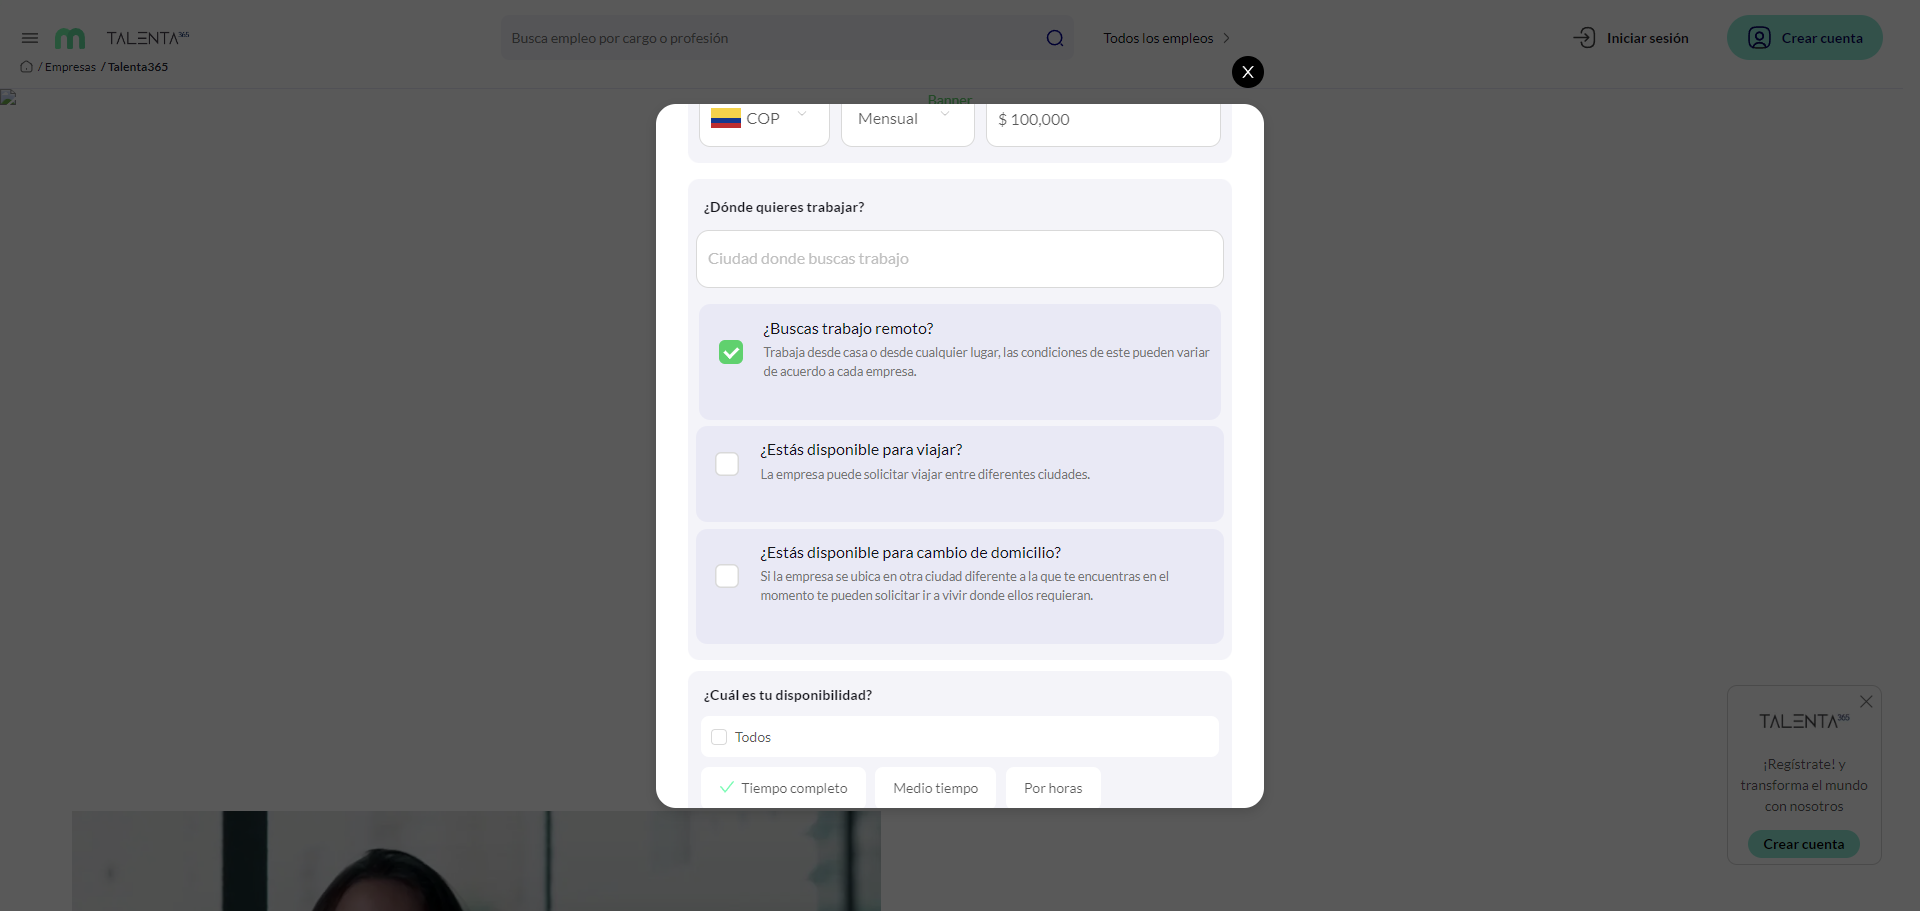 TALENTA365
Busca empleo por cargo o profesión
Todos los empleos
Iniciar sesión
Crear cuenta
/ Empresas / Talenta365
X
Banner
COP
Mensual
$ 100,000
¿Dónde quieres trabajar?
Ciudad donde buscas trabajo
¿Buscas trabajo remoto?
Trabaja desde casa o desde cualquier lugar, las condiciones de este pueden variar
de acuerdo a cada empresa.
¿Estás disponible para viajar?
La empresa puede solicitar viajar entre diferentes ciudades.
¿Estás disponible para cambio de domicilio?
Si la empresa se ubica en otra ciudad diferente a la que te encuentras en el
momento te pueden solicitar ir a vivir donde ellos requieran.
¿Cuál es tu disponibilidad?
Todos
Tiempo completo
Medio tiempo
Por horas
TALENTA365
¡Regístrate! y
transforma el mundo
con nosotros
Crear cuenta